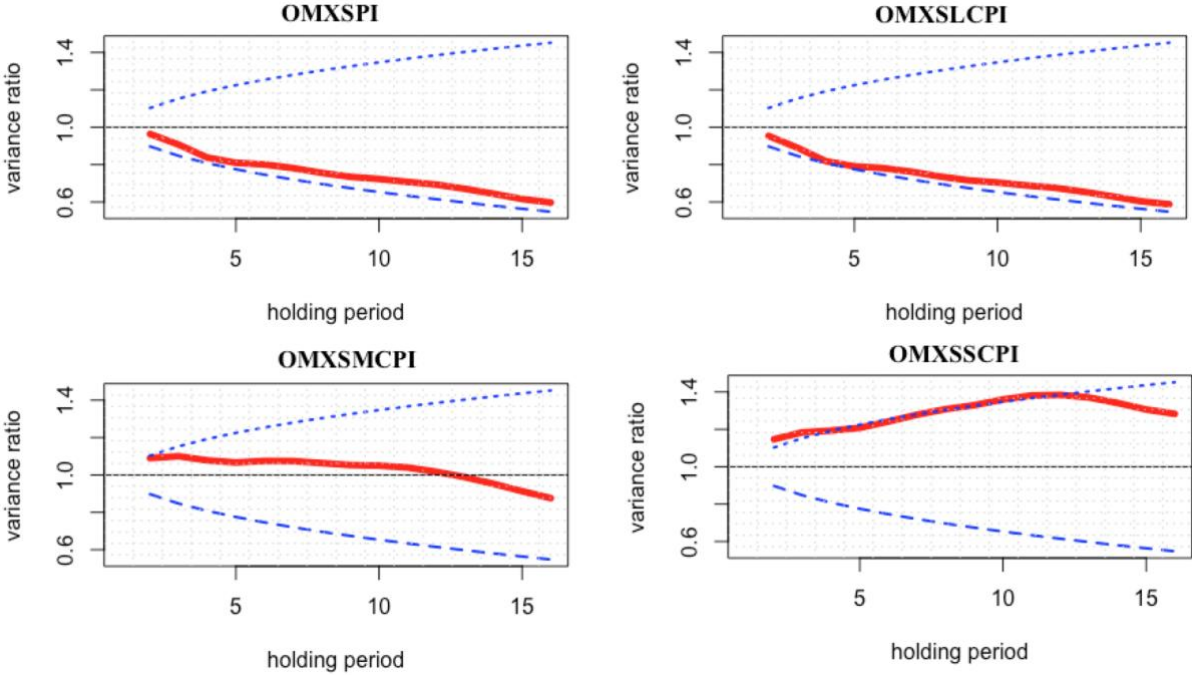 OMXSPI
variance ratio
1.4
1.0
0.6
5 10 15
holding period
OMXSLCPI
variance ratio
1.4
1.0
0.6
5 10 15
holding period
OMXSMCPI
variance ratio
1.4
1.0
0.6
5 10 15
holding period
OMXSSCPI
variance ratio
1.4
1.0
0.6
5 10 15
holding period